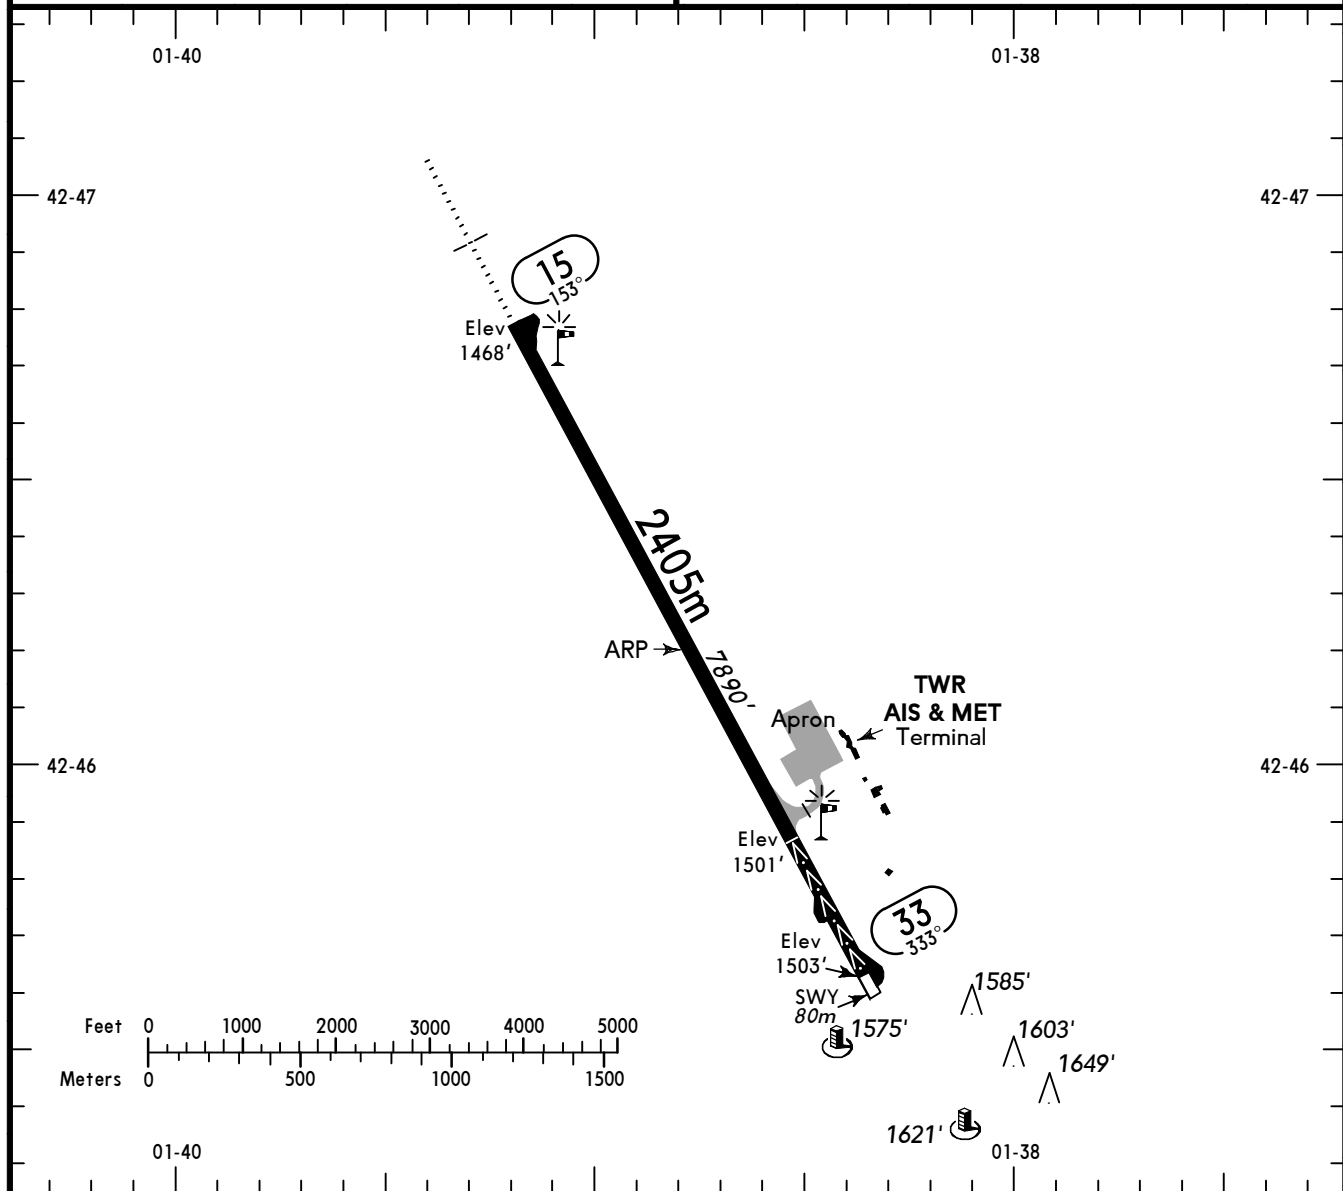 01-40
01-38
42-47
42-47
15
153°
Elev
1468'
2405m
ARP
7890'
TWR
AIS & MET
Terminal
Apron
42-46
42-46
Elev
1501'
33
333°
Elev
1503'
SWY
80m
1585'
1575'
1603'
1649'
1621'
Feet 0 1000 2000 3000 4000 5000
Meters 0 500 1000 1500
01-40
01-38